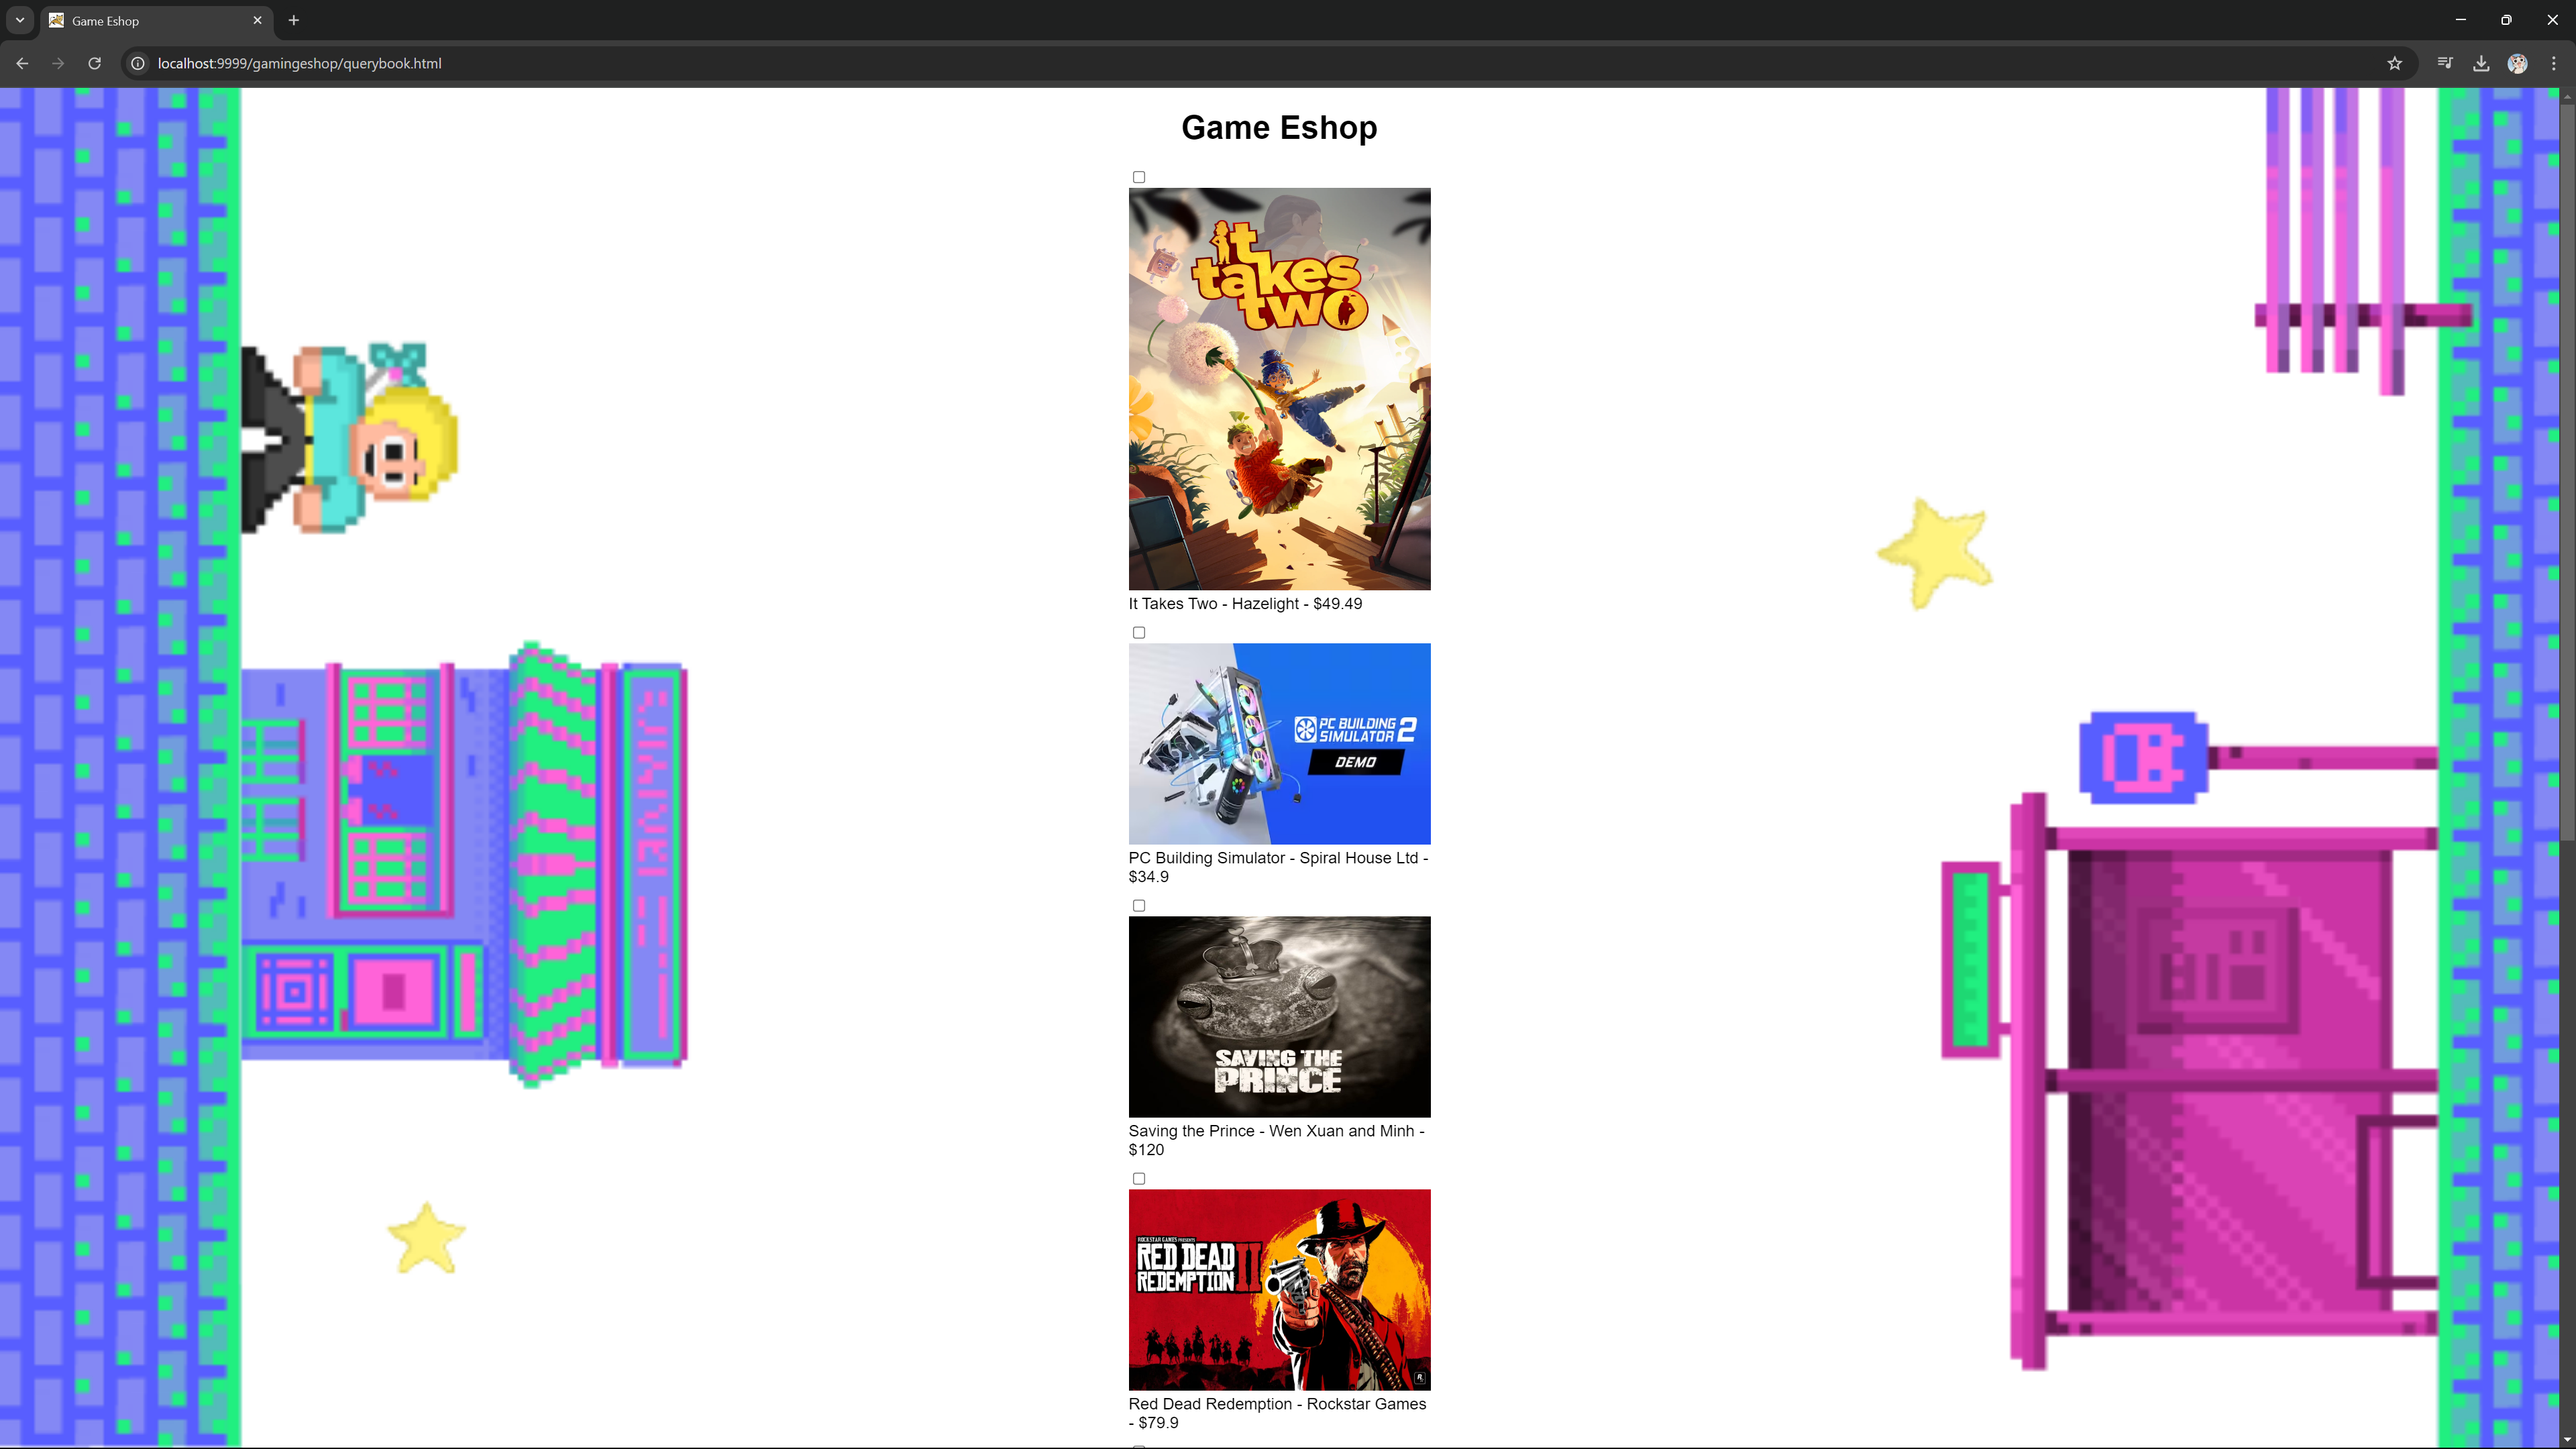 Game Eshop
localhost:9999/gamingeshop/querybook.html
Game Eshop
it
takes
two
It Takes Two - Hazelight - $49.49
PC BUILDING
SIMULATOR 2
DEMO
PC Building Simulator - Spiral House Ltd -
$34.9
SAVING THE
PRINCE
Saving the Prince - Wen Xuan and Minh -
$120
ROCKSTAR GAMES PRESENTS
RED DEAD
REDEMPTION II
Red Dead Redemption - Rockstar Games
- $79.9